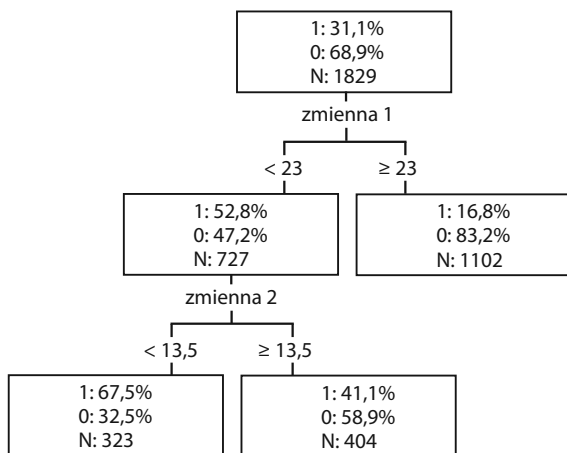 1: 31,1%
0: 68,9%
N: 1829
zmienna 1
< 23
≥ 23
1: 52,8%
0: 47,2%
N: 727
1: 16,8%
0: 83,2%
N: 1102
zmienna 2
< 13,5
≥ 13,5
1: 67,5%
0: 32,5%
N: 323
1: 41,1%
0: 58,9%
N: 404